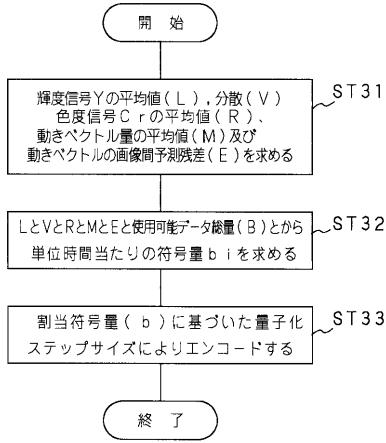 開始
ST31
輝度信号Yの平均値(L),分散(V)
色度信号Crの平均値(R)、
動きベクトル量の平均値(M)及び
動きベクトルの画像間予測残差(E)を求める
ST32
LとVとRとMとEと使用可能データ総量(B)とから
単位時間当たりの符号量biを求める
ST33
割当符号量(b)に基づいた量子化
ステップサイズによりエンコードする
終了